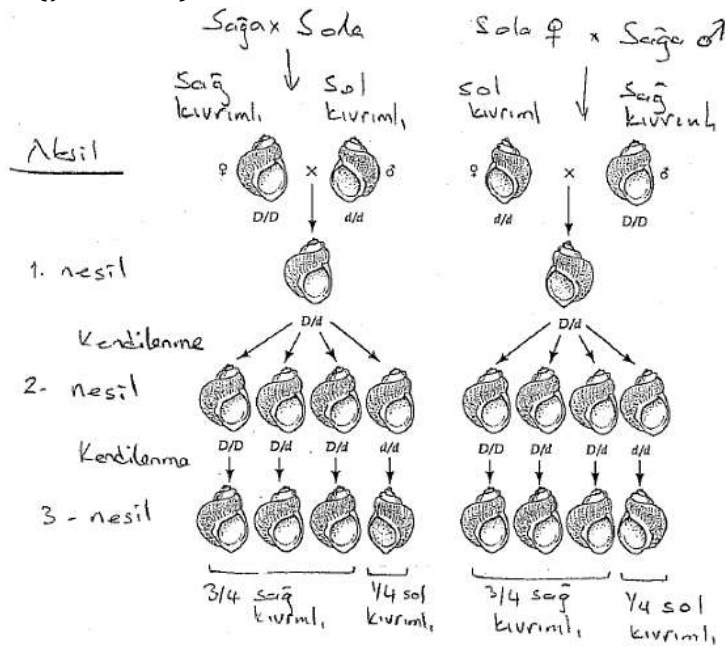 Sağa x Sola
Sola ♀ x Sağa ♂
Sağ kıvrımlı
Sol kıvrımlı
Sol kıvrımlı
Sağ kıvrımlı
Nesil
♀ × ♂
D/D d/d
♀ × ♂
d/d D/D
1. nesil
D/d
D/d
Kendilenme
2- nesil
D/D D/d D/d d/d
D/D D/d D/d d/d
Kendilenme
3- nesil
3/4 sağ kıvrımlı
1/4 sol kıvrımlı
3/4 sağ kıvrımlı
1/4 sol kıvrımlı